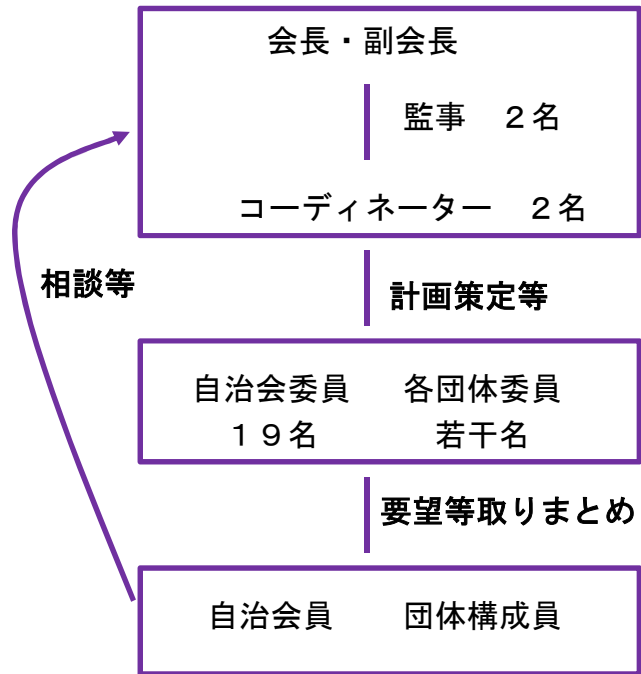 会長・副会長
監事　２名
コーディネーター　２名
相談等
計画策定等
自治会委員　各団体委員
１９名　若干名
要望等取りまとめ
自治会員　団体構成員